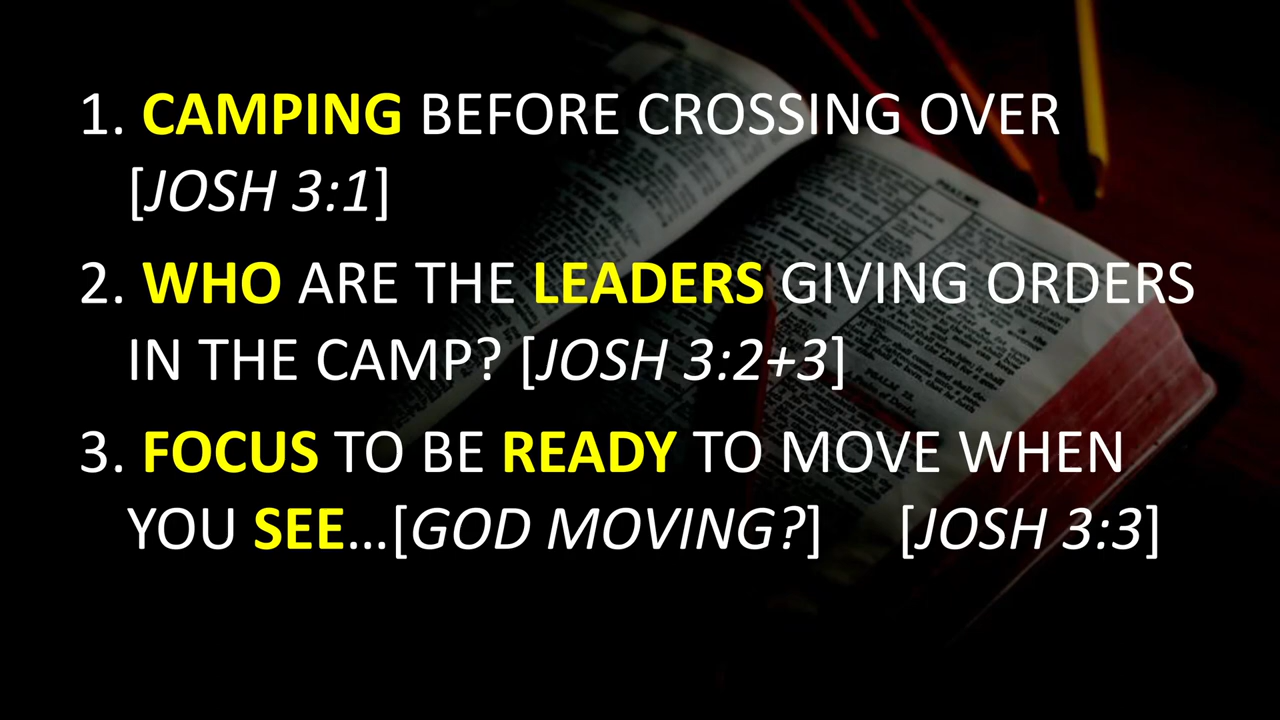 1. CAMPING BEFORE CROSSING OVER
[JOSH 3:1]
2. WHO ARE THE LEADERS GIVING ORDERS
IN THE CAMP? [JOSH 3:2+3]
3. FOCUS TO BE READY TO MOVE WHEN
YOU SEE...[GOD MOVING?] [JOSH 3:3]